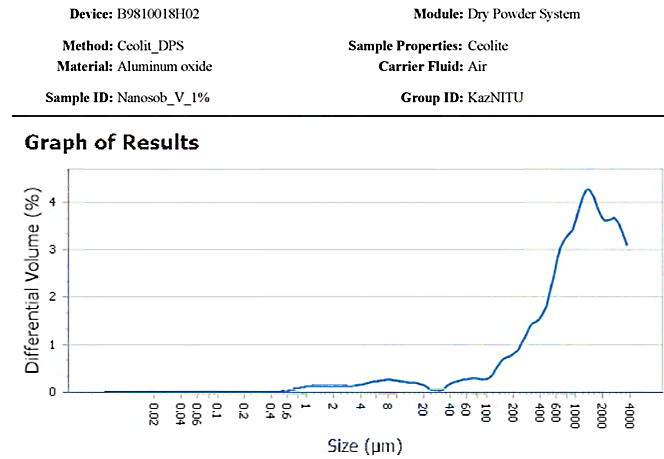 Device: B9810018H02 Module: Dry Powder System
Method: Ceolit_DPS Sample Properties: Ceolite
Material: Aluminum oxide Carrier Fluid: Air
Sample ID: Nanosob_V_1% Group ID: KazNITU
Graph of Results
Differential Volume (%)
4
3
2
1
0
0.02 0.04 0.06 0.1 0.2 0.4 0.6 1 2 4 8 20 40 60 100 200 400 600 1000 2000 4000
Size (µm)